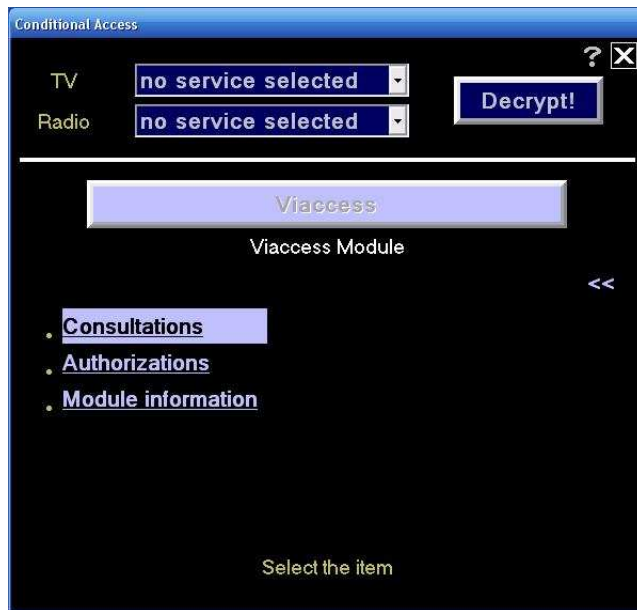 Conditional Access
? X
TV no service selected Decrypt!
Radio no service selected
Viaccess
Viaccess Module
<<
. Consultations
. Authorizations
. Module information
Select the item